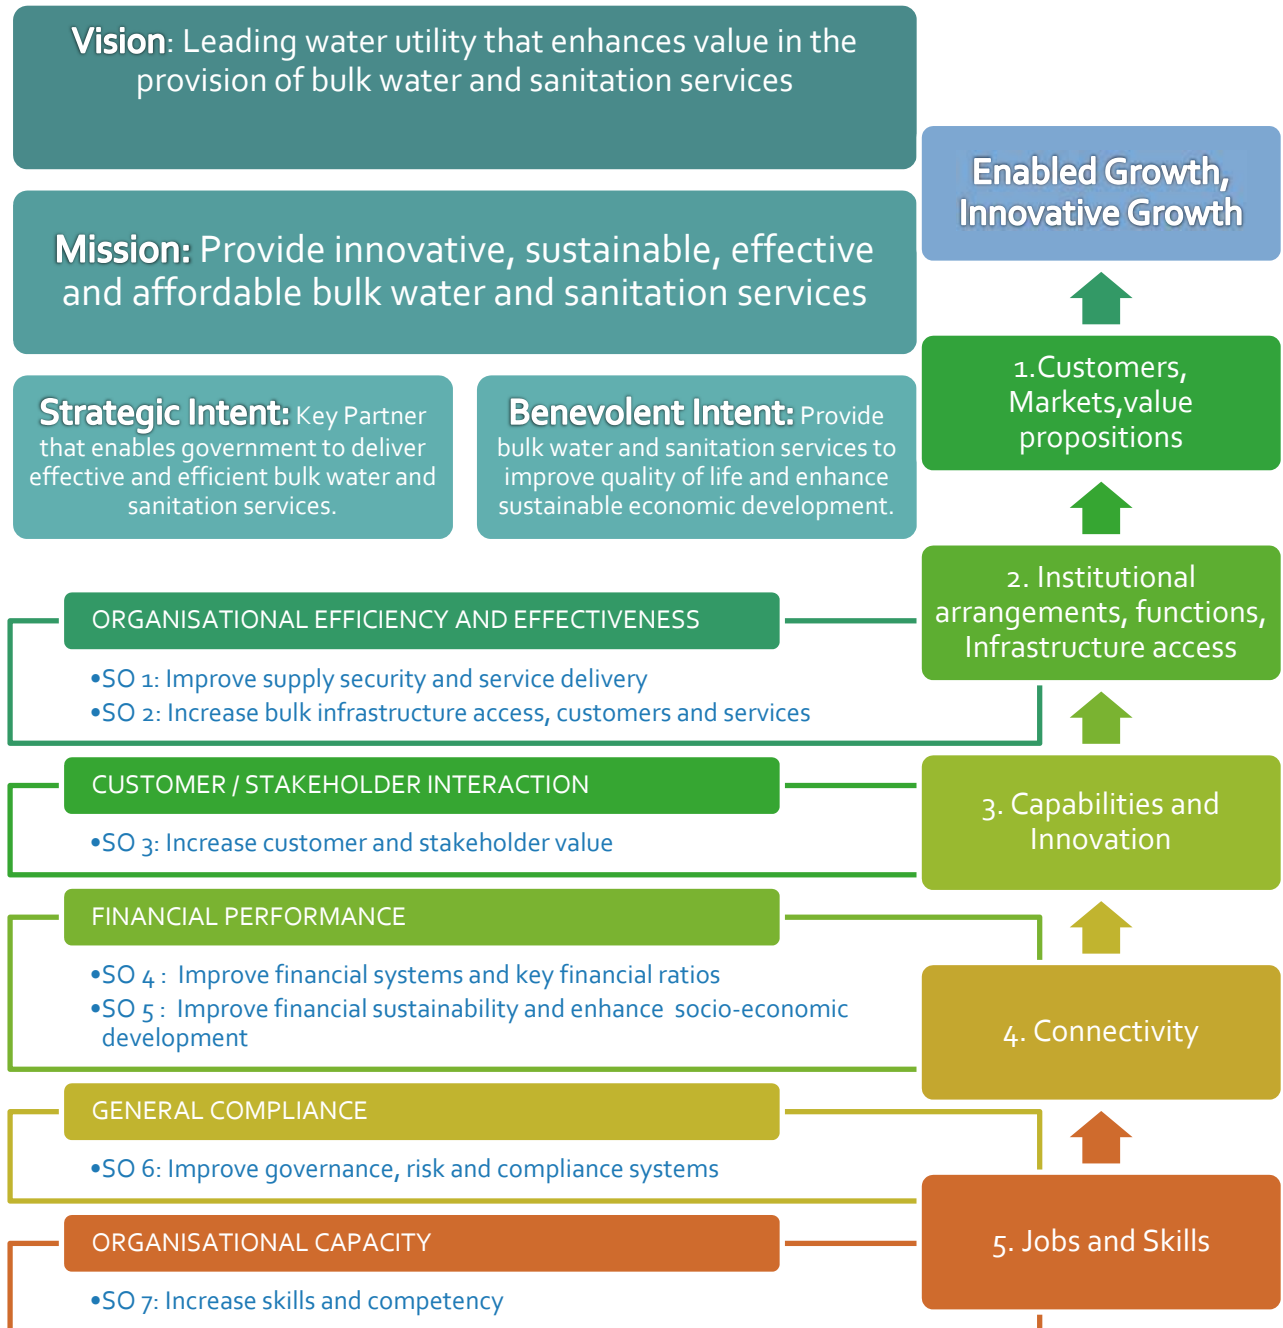 Vision: Leading water utility that enhances value in the
provision of bulk water and sanitation services
Mission: Provide innovative, sustainable, effective
and affordable bulk water and sanitation services
Strategic Intent: Key Partner
that enables government to deliver
effective and efficient bulk water and
sanitation services.
Benevolent Intent: Provide
bulk water and sanitation services to
improve quality of life and enhance
sustainable economic development.
ORGANISATIONAL EFFICIENCY AND EFFECTIVENESS
•SO 1: Improve supply security and service delivery
•SO 2: Increase bulk infrastructure access, customers and services
CUSTOMER / STAKEHOLDER INTERACTION
•SO 3: Increase customer and stakeholder value
FINANCIAL PERFORMANCE
•SO 4 : Improve financial systems and key financial ratios
•SO 5 : Improve financial sustainability and enhance socio-economic
development
GENERAL COMPLIANCE
•SO 6: Improve governance, risk and compliance systems
ORGANISATIONAL CAPACITY
•SO 7: Increase skills and competency
Enabled Growth,
Innovative Growth
1.Customers,
Markets,value
propositions
2. Institutional
arrangements, functions,
Infrastructure access
3. Capabilities and
Innovation
4. Connectivity
5. Jobs and Skills